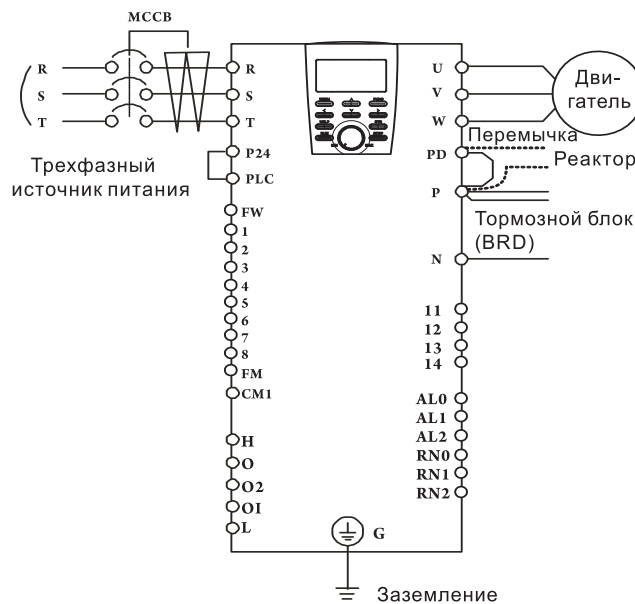 MCCB
R
S
T
Трехфазный
источник питания
R
S
T
P24
PLC
FW
1
2
3
4
5
6
7
8
FM
CM1
H
O
O2
OI
L
U
V
W
PD
P
N
11
12
13
14
AL0
AL1
AL2
RN0
RN1
RN2
Дви-
гатель
Перемычка
Реактор
Тормозной блок
(BRD)
G
Заземление